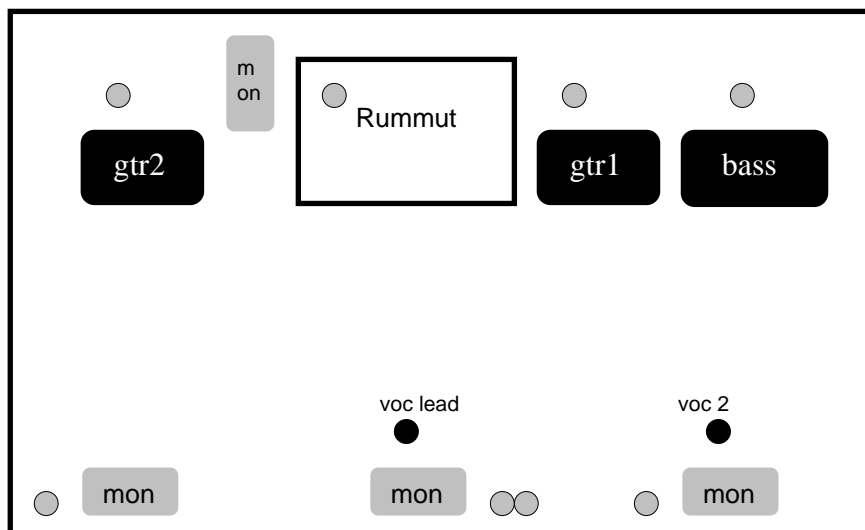 m
on
Rummut
gtr2
gtr1
bass
voc lead
voc 2
mon
mon
mon